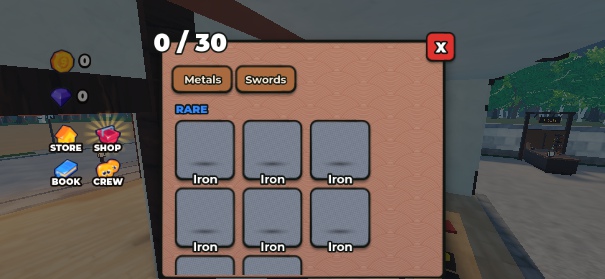 0 / 30
X
0
Metals
Swords
0
RARE
STORE
SHOP
Iron
Iron
Iron
BOOK
CREW
Iron
Iron
Iron